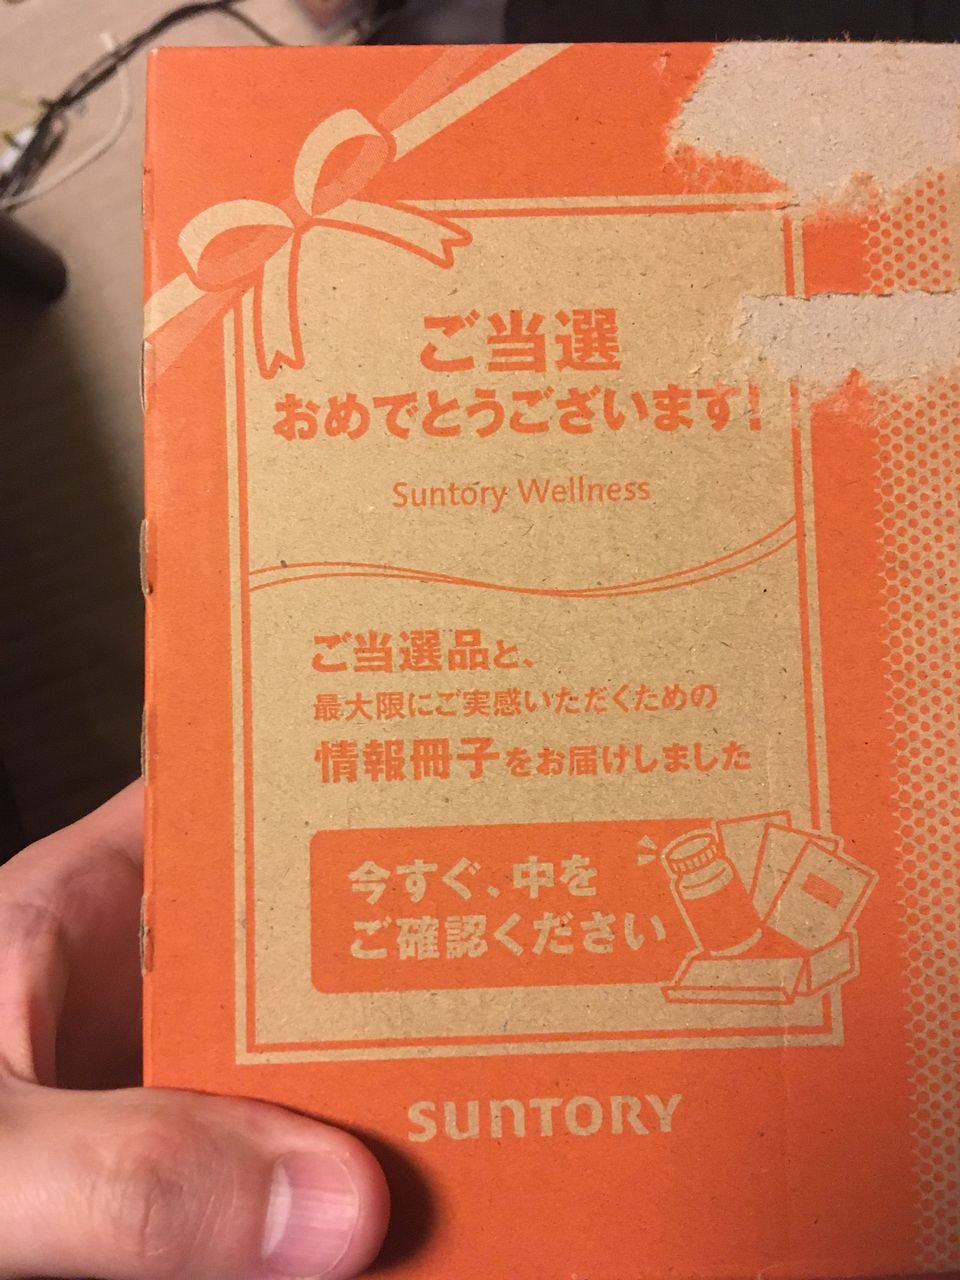 ご当選
おめでとうございます!
Suntory Wellness
ご当選品と、
最大限にご実感いただくための
情報冊子をお届けしました
今すぐ、中を
ご確認ください
SUNTORY